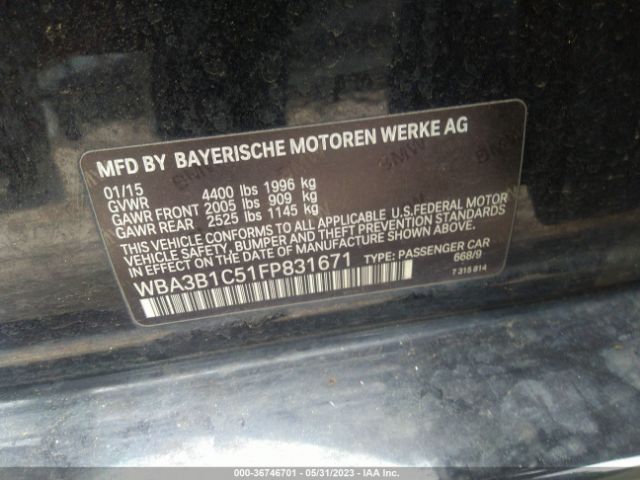 MFD BY BAYERISCHE MOTOREN WERKE AG
01/15
GVWR 4400 lbs 1996 kg
GAWR FRONT 2005 lbs 909 kg
GAWR REAR 2525 lbs 1145 kg
THIS VEHICLE CONFORMS TO ALL APPLICABLE U.S.FEDERAL MOTOR
VEHICLE SAFETY, BUMPER AND THEFT PREVENTION STANDARDS
IN EFFECT ON THE DATE OF MANUFACTURE SHOWN ABOVE.
WBA3B1C51FP831671 TYPE: PASSENGER CAR
668/9
7 315 814
000-36746701 - 05/31/2023 - IAA Inc.